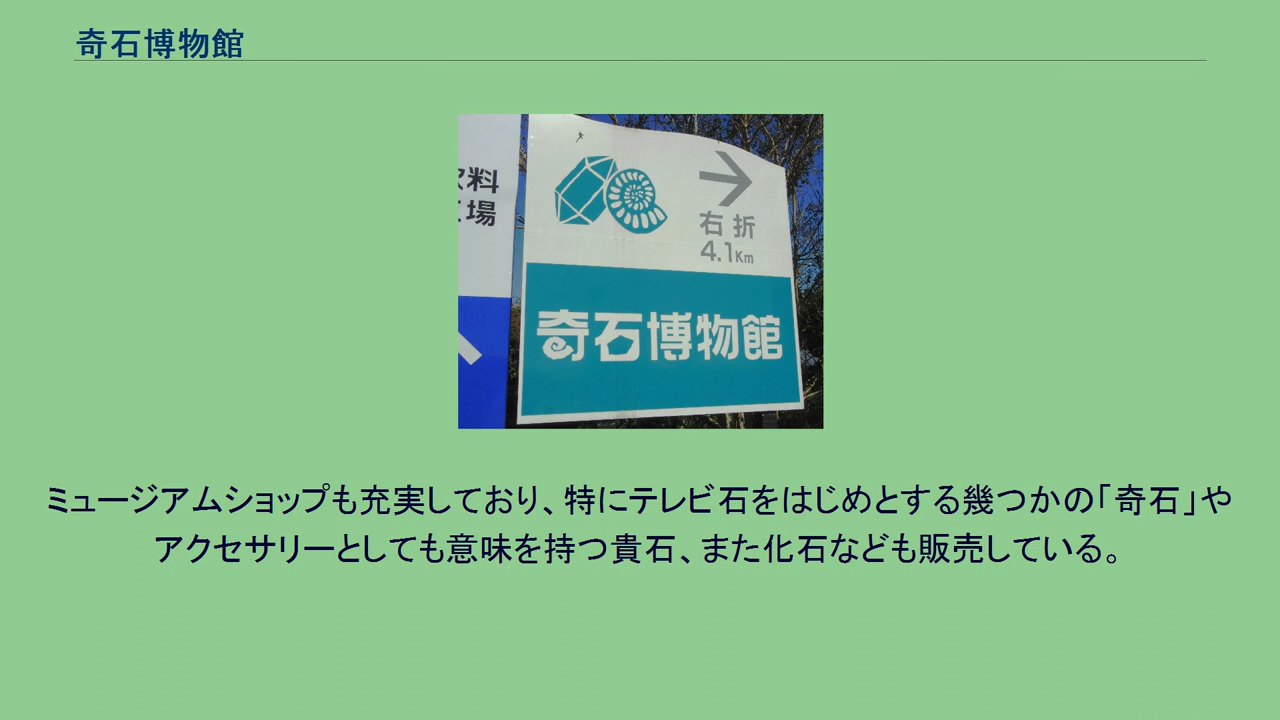 奇石博物館
料
場
右折
4.1Km
奇石博物館
ミュージアムショップも充実しており、特にテレビ石をはじめとする幾つかの「奇石」や
アクセサリーとしても意味を持つ貴石、また化石なども販売している。